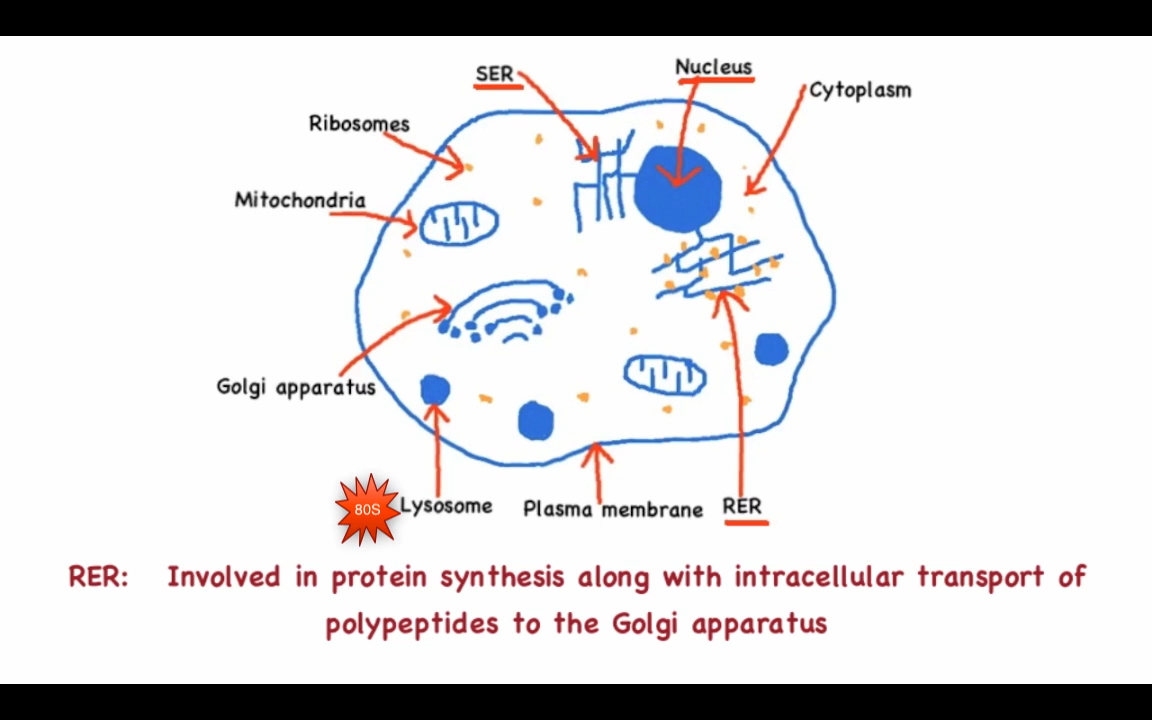 SER
Nucleus
Cytoplasm
Ribosomes
Mitochondria
Golgi apparatus
80S
Lysosome
Plasma membrane
RER
RER: Involved in protein synthesis along with intracellular transport of
polypeptides to the Golgi apparatus